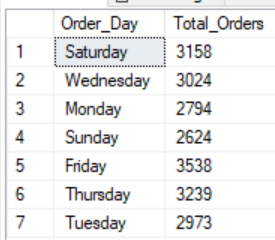 Order_Day Total_Orders
1 Saturday 3158
2 Wednesday 3024
3 Monday 2794
4 Sunday 2624
5 Friday 3538
6 Thursday 3239
7 Tuesday 2973